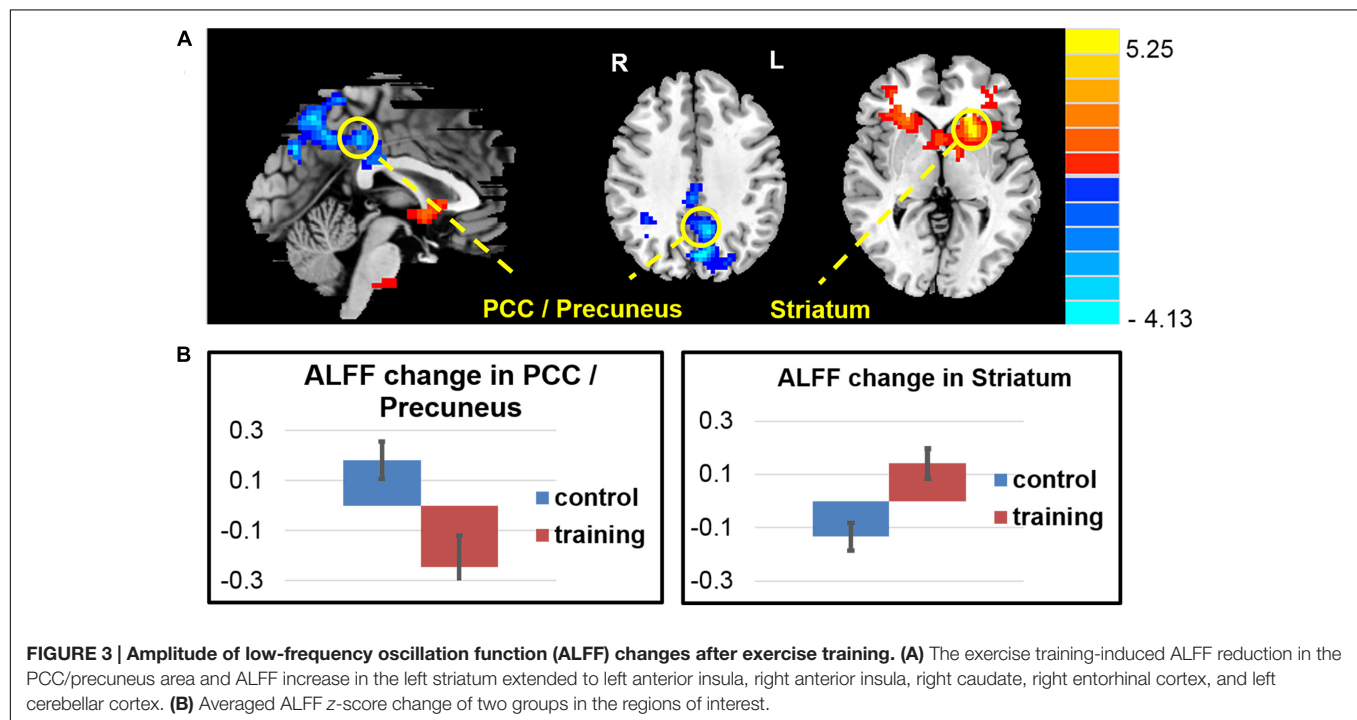 A
R
L
5.25
- 4.13
PCC / Precuneus
Striatum
B
ALFF change in PCC /
Precuneus
0.3
0.1
-0.1
-0.3
control
training
ALFF change in Striatum
0.3
0.1
-0.1
-0.3
control
training
FIGURE 3 | Amplitude of low-frequency oscillation function (ALFF) changes after exercise training. (A) The exercise training-induced ALFF reduction in the
PCC/precuneus area and ALFF increase in the left striatum extended to left anterior insula, right anterior insula, right caudate, right entorhinal cortex, and left
cerebellar cortex. (B) Averaged ALFF z-score change of two groups in the regions of interest.